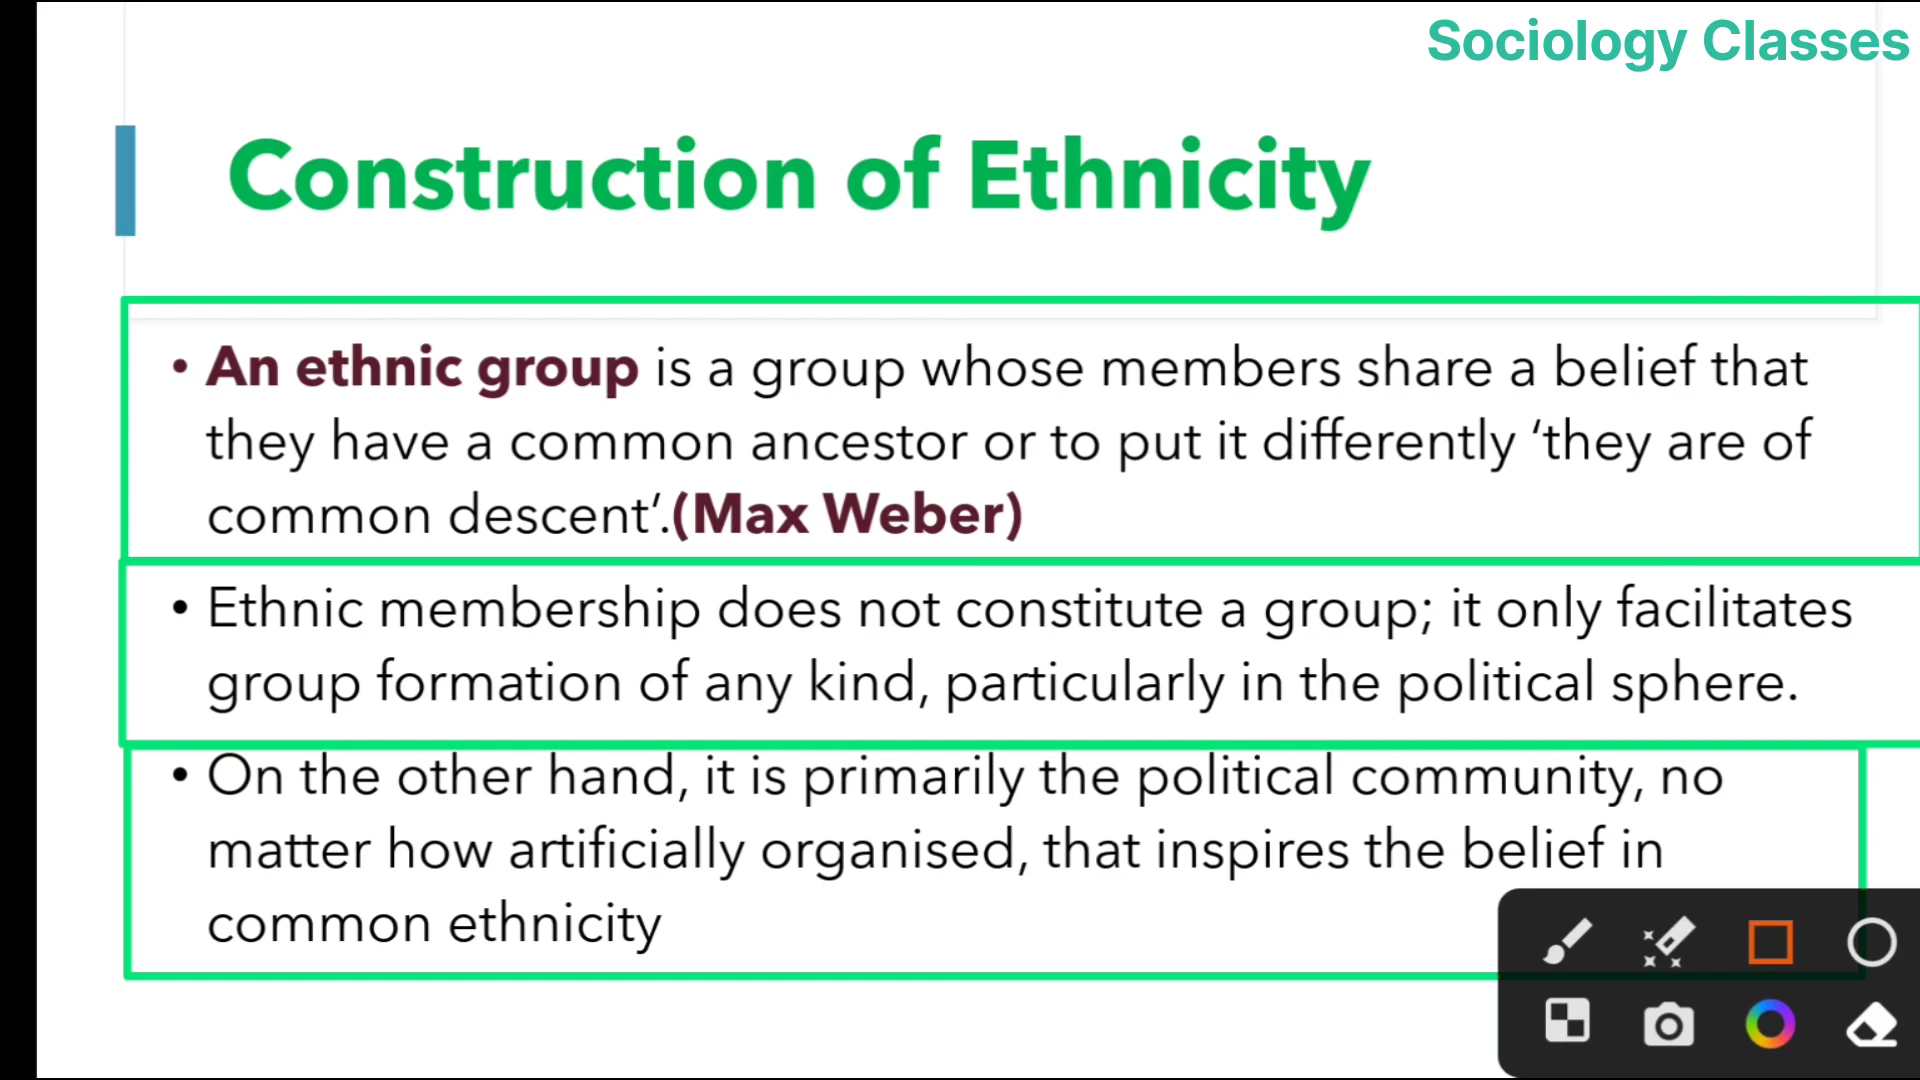 Sociology Classes
Construction of Ethnicity
• An ethnic group is a group whose members share a belief that
they have a common ancestor or to put it differently ‘they are of
common descent’.(Max Weber)
• Ethnic membership does not constitute a group; it only facilitates
group formation of any kind, particularly in the political sphere.
• On the other hand, it is primarily the political community, no
matter how artificially organised, that inspires the belief in
common ethnicity